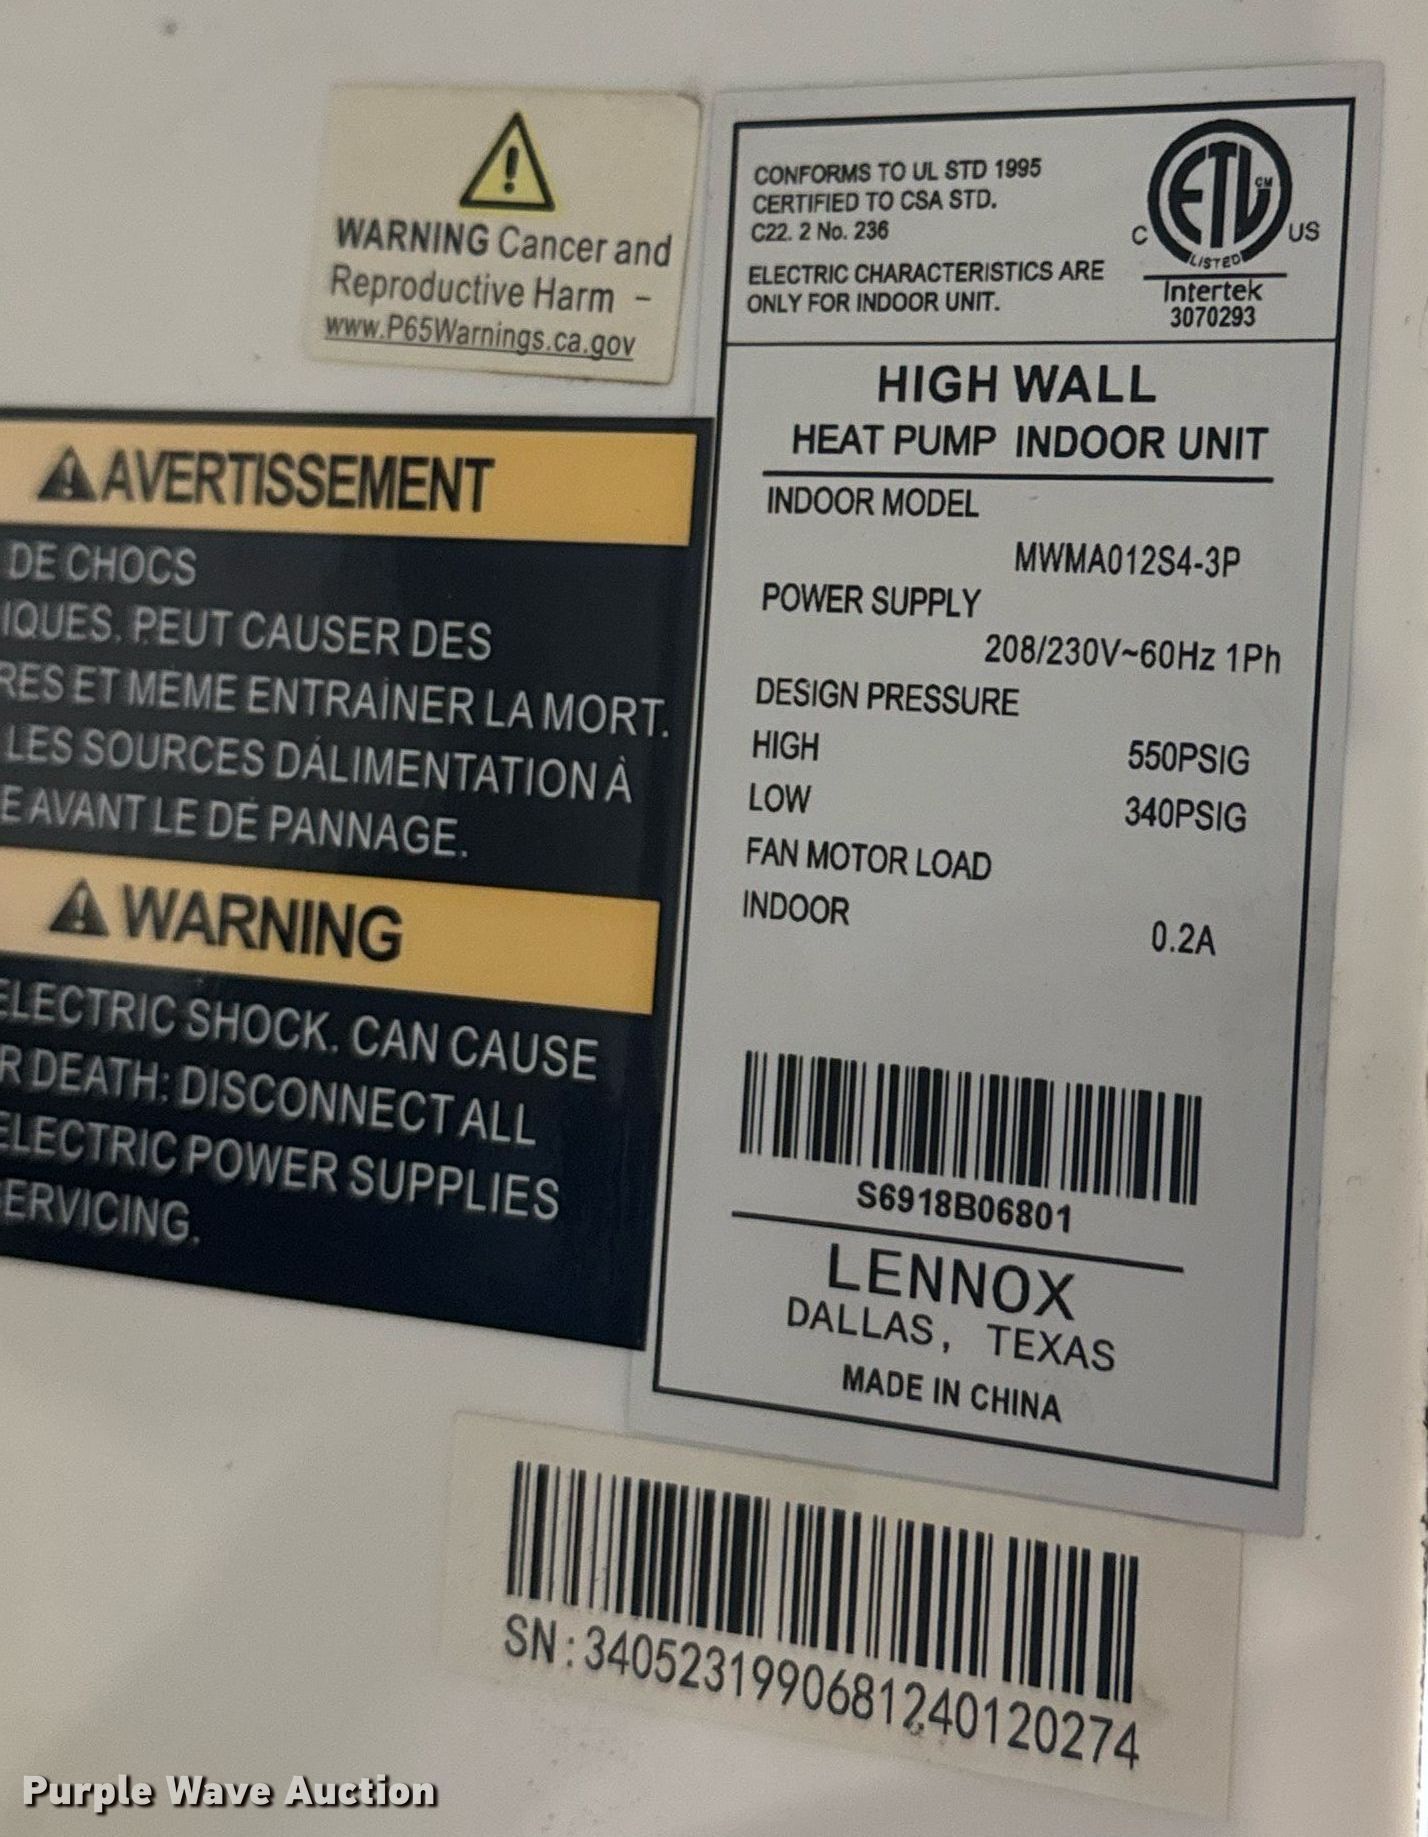 WARNING Cancer and
Reproductive Harm –
www.P65Warnings.ca.gov
AVERTISSEMENT
DE CHOCS
IQUES. PEUT CAUSER DES
RES ET MEME ENTRAÎNER LA MORT.
LES SOURCES DÁLIMENTATION À
E AVANT LE DÉ PANNAGE.
WARNING
ELECTRIC SHOCK. CAN CAUSE
R DEATH: DISCONNECT ALL
ELECTRIC POWER SUPPLIES
SERVICING.
CONFORMS TO UL STD 1995
CERTIFIED TO CSA STD.
C22. 2 No. 236
ELECTRIC CHARACTERISTICS ARE
ONLY FOR INDOOR UNIT.
ETL CM
C US
LISTED
Intertek
3070293
HIGH WALL
HEAT PUMP INDOOR UNIT
INDOOR MODEL
MWMA012S4-3P
POWER SUPPLY
208/230V~60Hz 1Ph
DESIGN PRESSURE
HIGH 550PSIG
LOW 340PSIG
FAN MOTOR LOAD
INDOOR 0.2A
S6918B06801
LENNOX
DALLAS, TEXAS
MADE IN CHINA
SN:3405231990681240120274
Purple Wave Auction